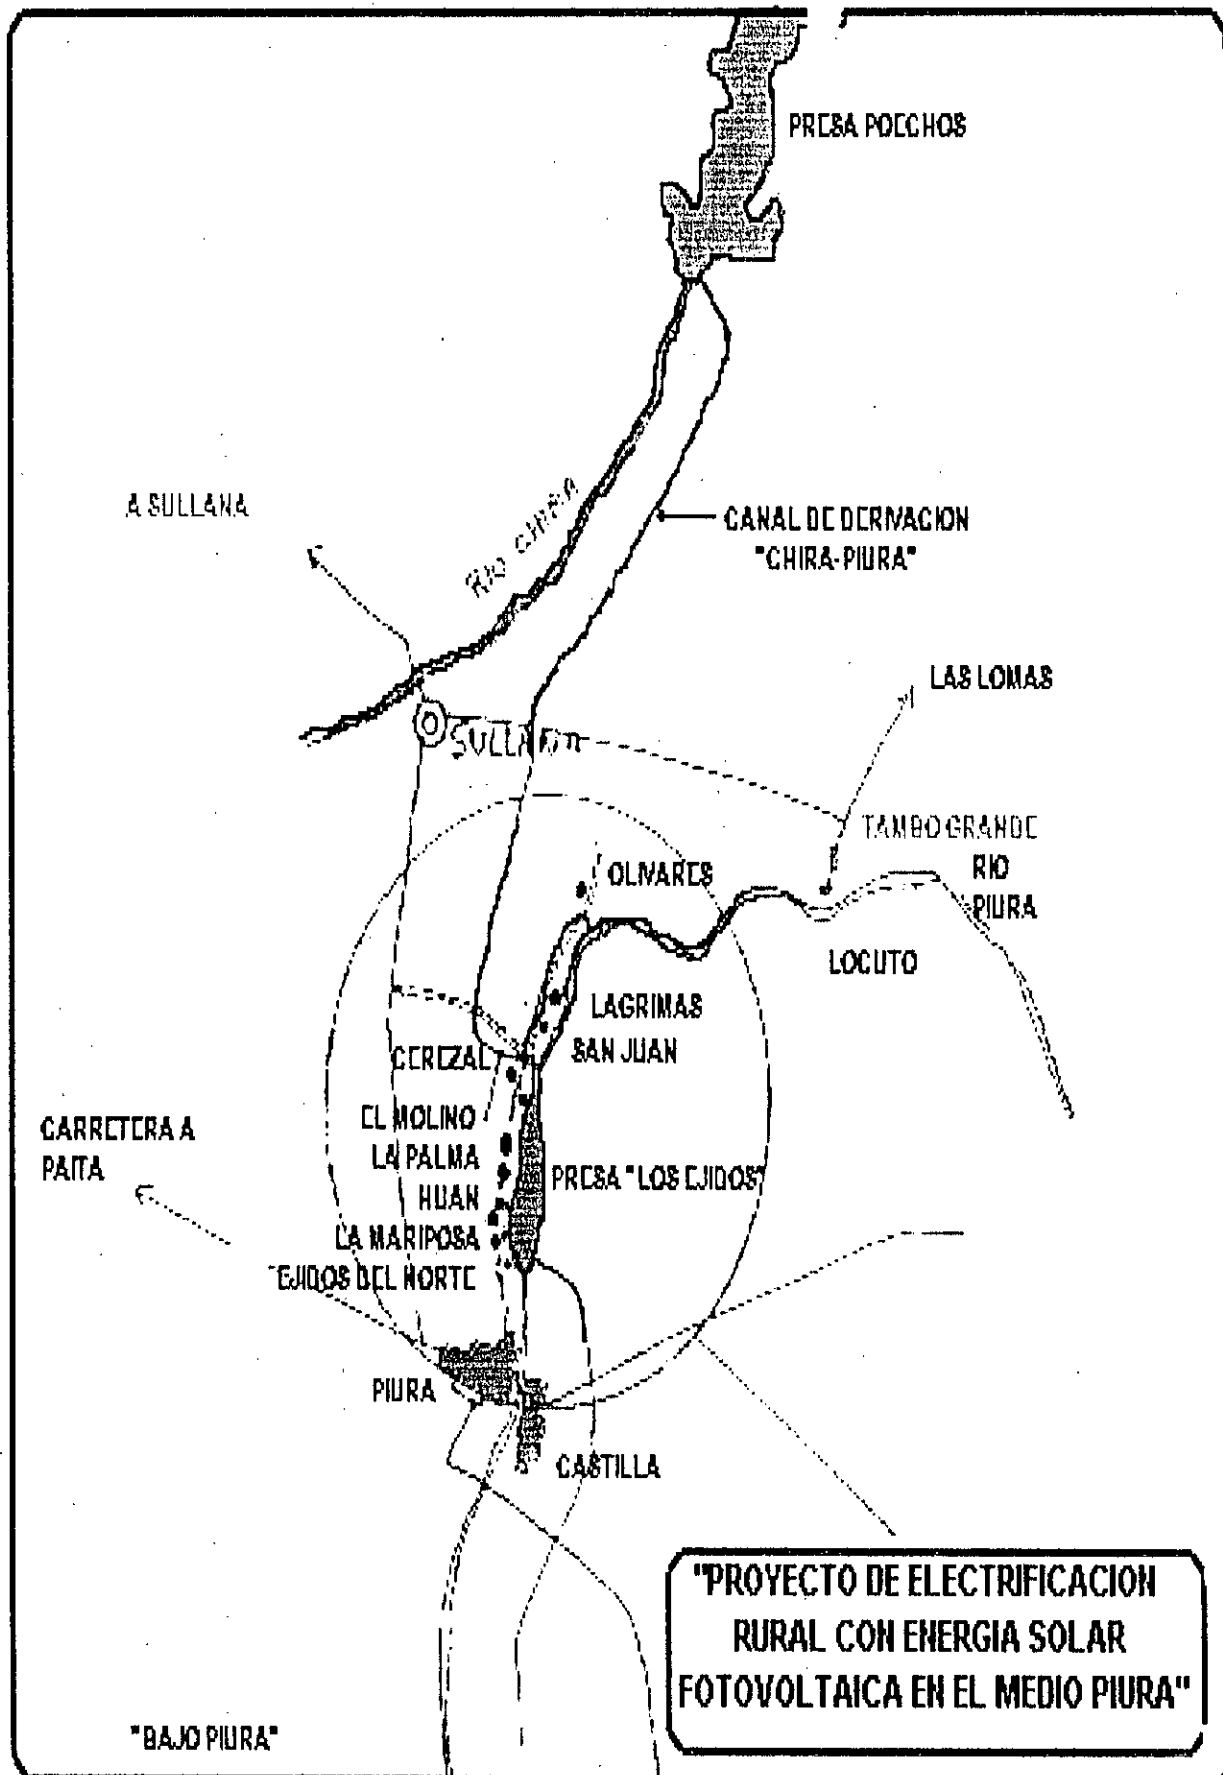 PRESA POECHOS
A SULLANA
RIO CHIRA
CANAL DE DERIVACION
"CHIRA-PIURA"
LAS LOMAS
SULLANA
TAMBO GRANDE
OLIVARES
RIO
PIURA
LOCUTO
LAGRIMAS
CEREZAL
SAN JUAN
EL MOLINO
CARRETERA A
PAITA
LA PALMA
PRESA "LOS EJIDOS"
HUAN
LA MARIPOSA
EJIDOS DEL NORTE
PIURA
CASTILLA
"PROYECTO DE ELECTRIFICACION
RURAL CON ENERGIA SOLAR
FOTOVOLTAICA EN EL MEDIO PIURA"
"BAJO PIURA"